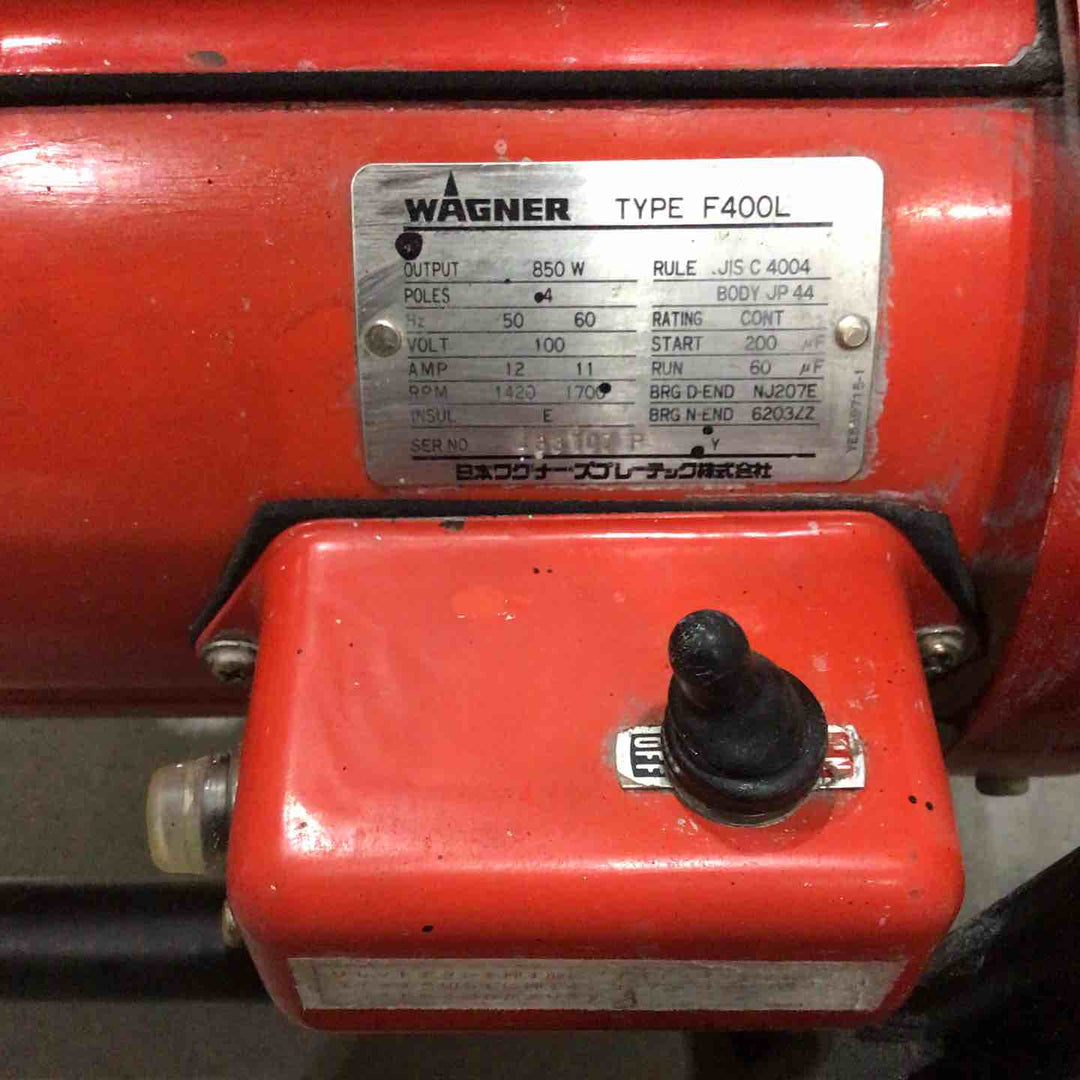 WAGNER TYPE F400L
OUTPUT 850 W RULE JIS C 4004
POLES 4 BODY JP 44
Hz 50 60 RATING CONT
VOLT 100 START 200 μF
AMP 12 11 RUN 60 μF
RPM 1420 1700 BRG D-END NJ207E
INSUL E BRG N-END 6203ZZ
SER.NO P Y
日本ワグナー・スプレーテック株式会社
OFF ON